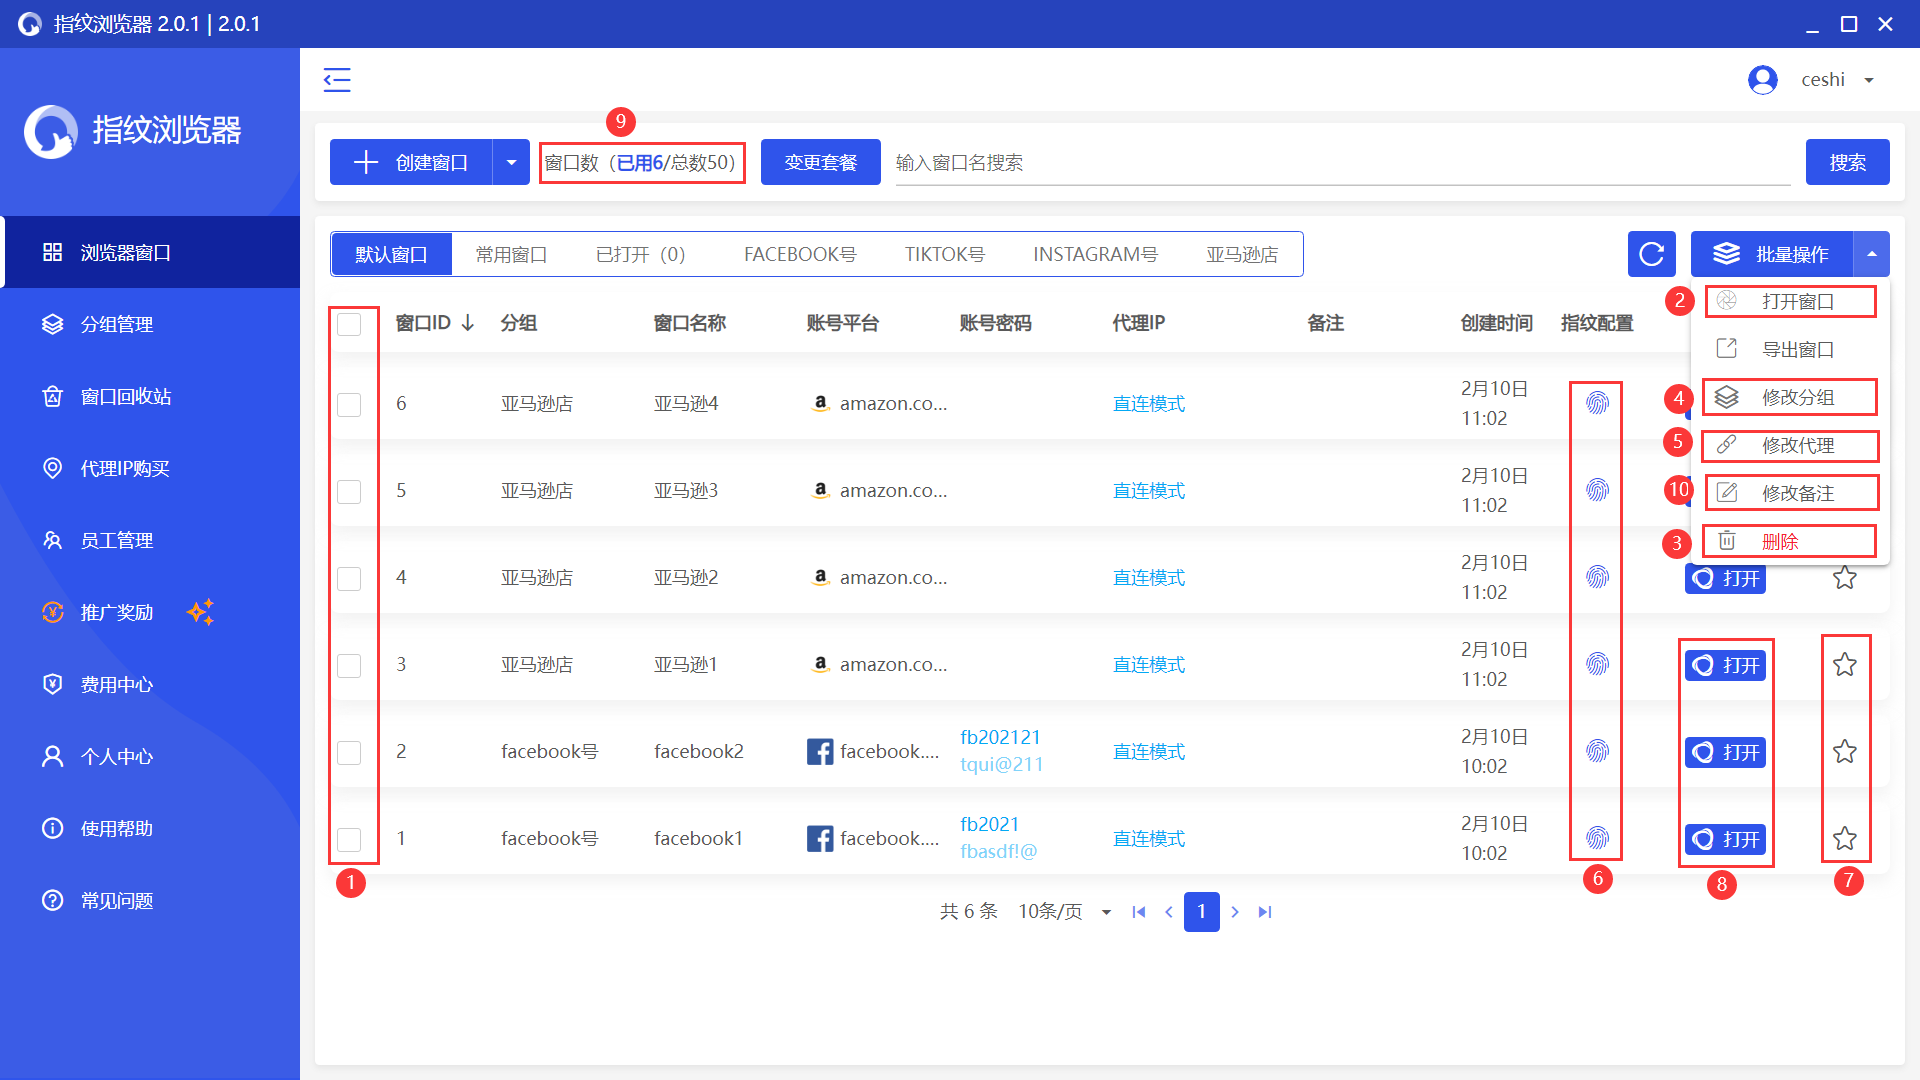 指纹浏览器 2.0.1 | 2.0.1
指纹浏览器
浏览器窗口
分组管理
窗口回收站
代理IP购买
员工管理
推广奖励
费用中心
个人中心
使用帮助
常见问题
ceshi
9
创建窗口
窗口数（已用6/总数50）
变更套餐
输入窗口名搜索
搜索
默认窗口 常用窗口 已打开（0） FACEBOOK号 TIKTOK号 INSTAGRAM号 亚马逊店
批量操作
2 打开窗口
导出窗口
4 修改分组
5 修改代理
10 修改备注
3 删除
窗口ID 分组 窗口名称 账号平台 账号密码 代理IP 备注 创建时间 指纹配置
6 亚马逊店 亚马逊4 amazon.co... 直连模式 2月10日
11:02
5 亚马逊店 亚马逊3 amazon.co... 直连模式 2月10日
11:02
4 亚马逊店 亚马逊2 amazon.co... 直连模式 2月10日
11:02 打开
3 亚马逊店 亚马逊1 amazon.co... 直连模式 2月10日
11:02 打开
2 facebook号 facebook2 facebook.... fb202121
tqui@211 直连模式 2月10日
10:02 打开
1 facebook号 facebook1 facebook.... fb2021
fbasdf!@ 直连模式 2月10日
10:02 打开
1 6 8 7
共 6 条 10条/页 1